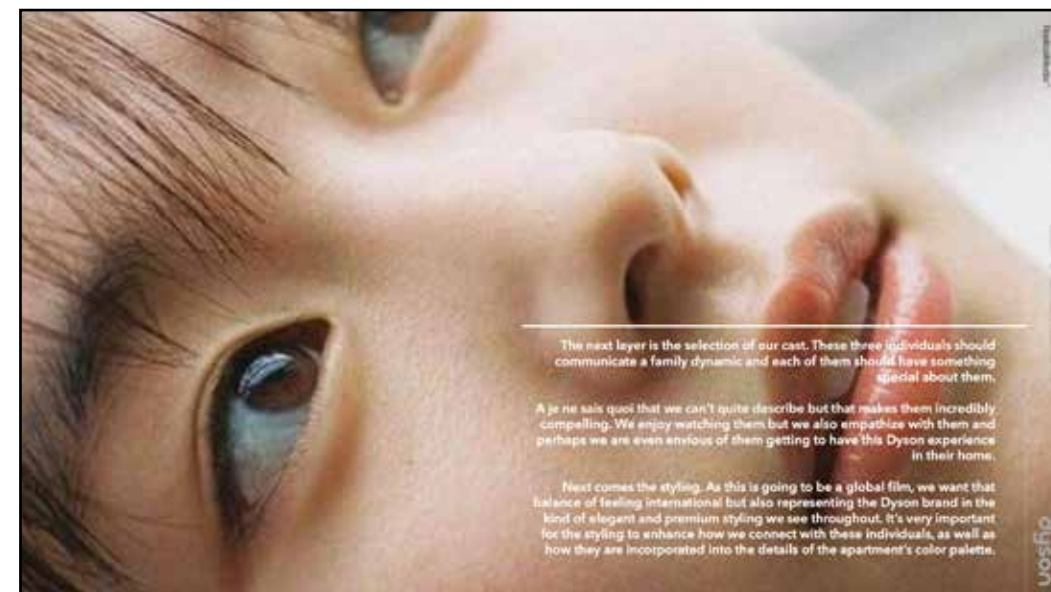 The next layer is the selection of our cast. These three individuals should
communicate a family dynamic and each of them should have something
special about them.
A je ne sais quoi that we can't quite describe but that makes them incredibly
compelling. We enjoy watching them but we also empathize with them and
perhaps we are even envious of them getting to have this Dyson experience
in their home.
Next comes the styling. As this is going to be a global film, we want that
balance of feeling international but also representing the Dyson brand in the
kind of elegant and premium styling we see throughout. It's very important
for the styling to enhance how we connect with these individuals, as well as
how they are incorporated into the details of the apartment's color palette.
dyson